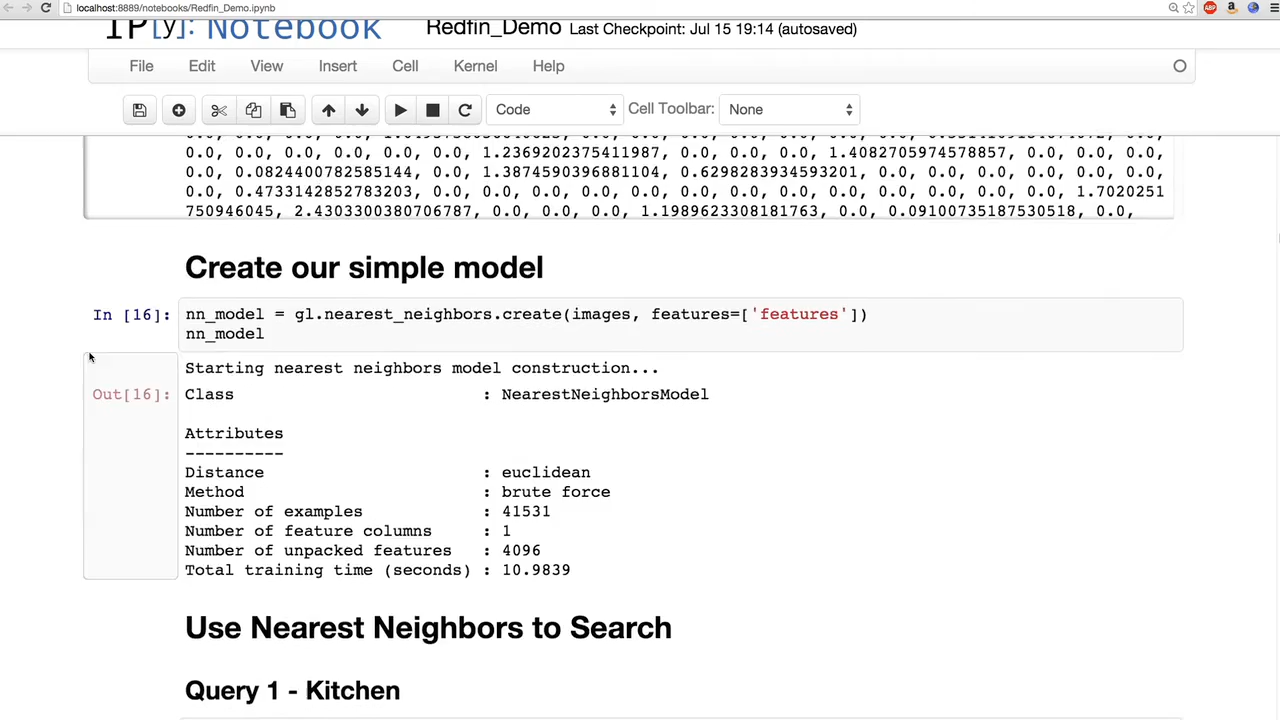 localhost:8889/notebooks/Redfin_Demo.ipynb
IP[y]: Notebook Redfin_Demo Last Checkpoint: Jul 15 19:14 (autosaved)
File Edit View Insert Cell Kernel Help
Code Cell Toolbar: None
0.0, 0.0, 0.0, 0.0, 0.0, 0.0, 1.2369202375411987, 0.0, 0.0, 0.0, 1.4082705974578857, 0.0, 0.0,
0.0, 0.0824400782585144, 0.0, 1.3874590396881104, 0.6298283934593201, 0.0, 0.0, 0.0, 0.0, 0.0,
0.0, 0.4733142852783203, 0.0, 0.0, 0.0, 0.0, 0.0, 0.0, 0.0, 0.0, 0.0, 0.0, 0.0, 0.0, 1.7020251
750946045, 2.4303300380706787, 0.0, 0.0, 0.0, 1.1989623308181763, 0.0, 0.09100735187530518, 0.0,
Create our simple model
In [16]: nn_model = gl.nearest_neighbors.create(images, features=['features'])
nn_model
Starting nearest neighbors model construction...
Out[16]: Class : NearestNeighborsModel
Attributes
----------
Distance : euclidean
Method : brute force
Number of examples : 41531
Number of feature columns : 1
Number of unpacked features : 4096
Total training time (seconds) : 10.9839
Use Nearest Neighbors to Search
Query 1 - Kitchen